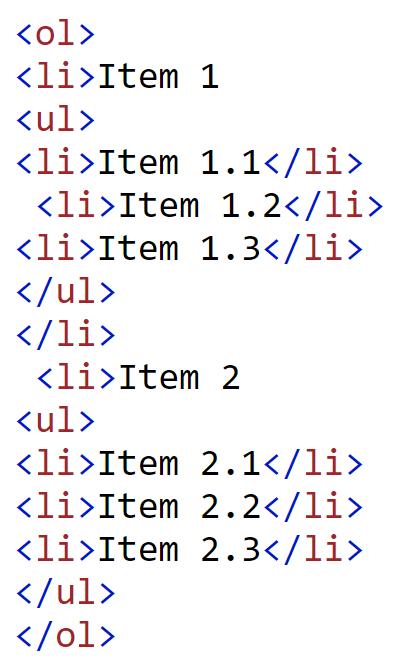 <ol>
<li>Item 1
<ul>
<li>Item 1.1</li>
 <li>Item 1.2</li>
<li>Item 1.3</li>
</ul>
</li>
 <li>Item 2
<ul>
<li>Item 2.1</li>
<li>Item 2.2</li>
<li>Item 2.3</li>
</ul>
</ol>